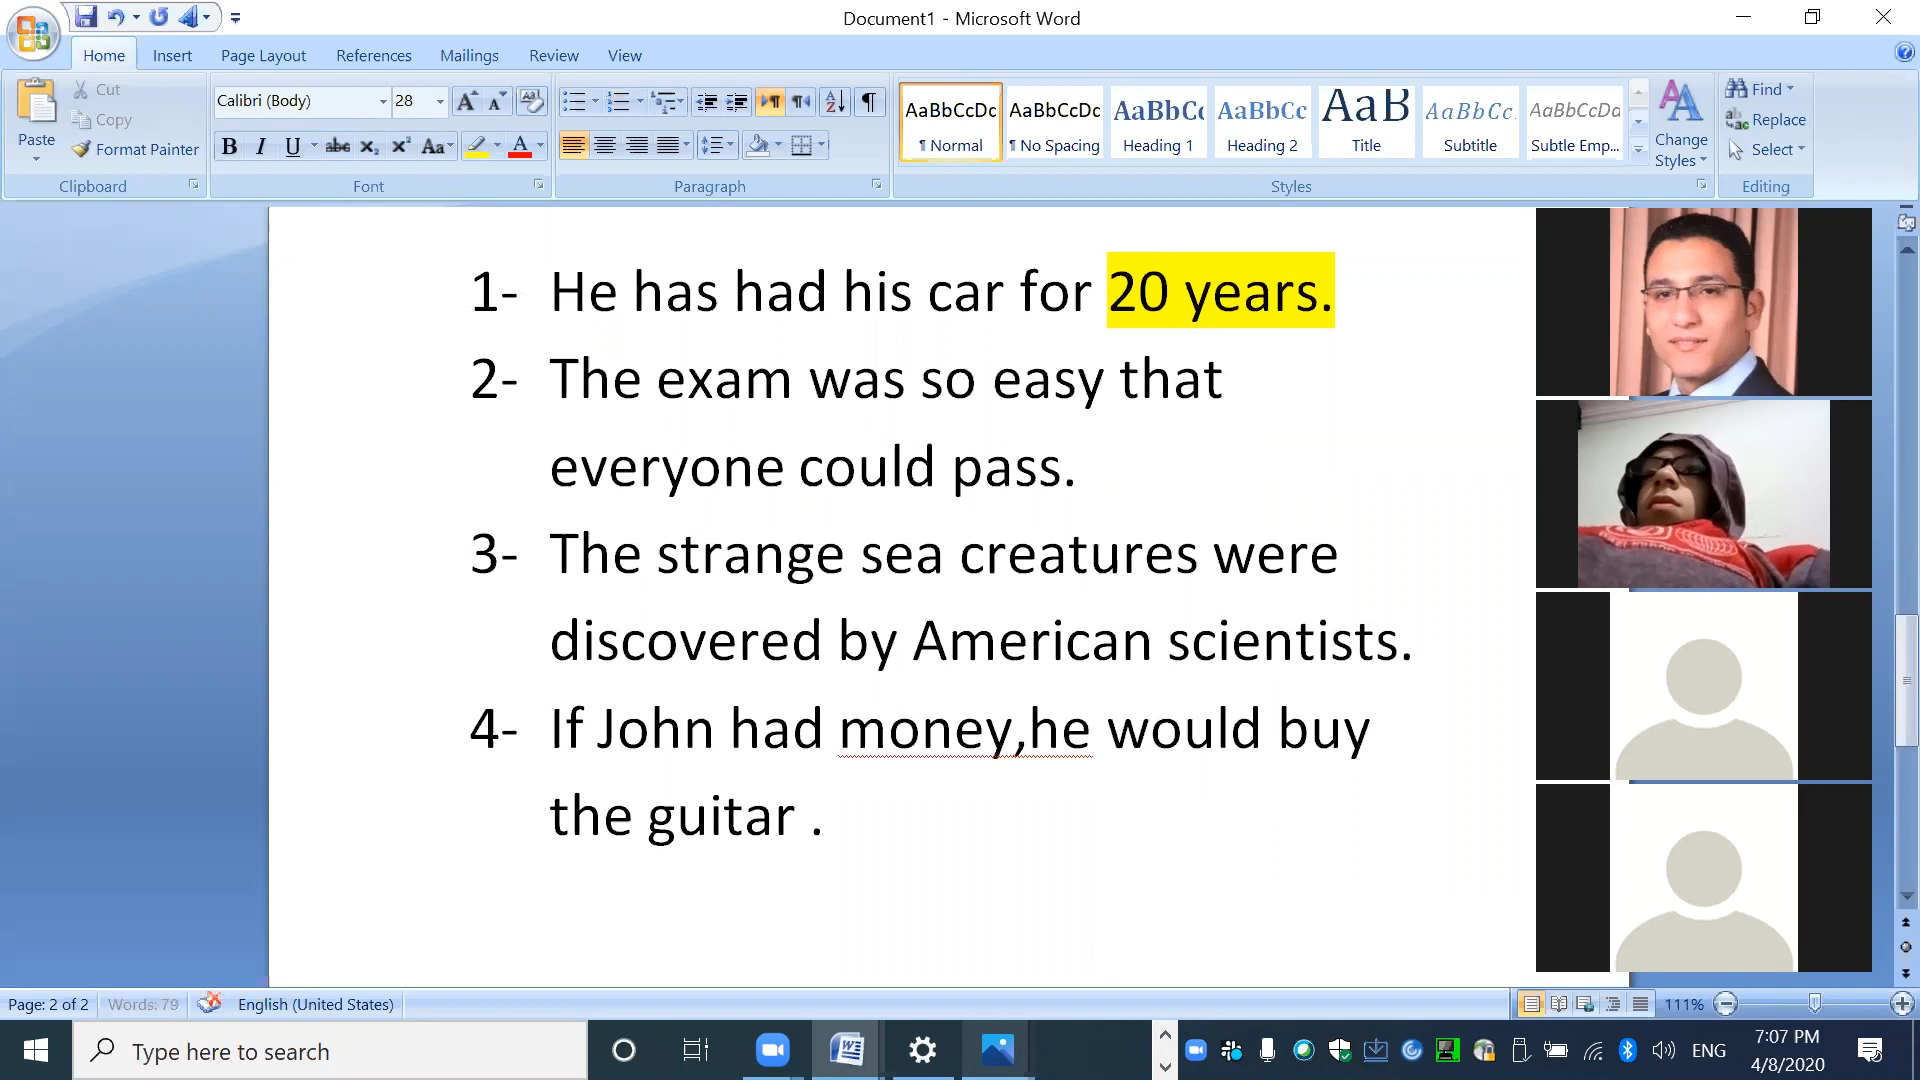 Document1 - Microsoft Word
Home Insert Page Layout References Mailings Review View
Paste
Cut
Copy
Format Painter
Clipboard
Calibri (Body) 28
B I U abc x₂ x² Aa A
Font
Paragraph
AaBbCcDc AaBbCcDc AaBbCc AaBbCc AaB AaBbCc. AaBbCcDc
¶ Normal ¶ No Spacing Heading 1 Heading 2 Title Subtitle Subtle Emp...
Change Styles
Styles
Find
Replace
Select
Editing
1- He has had his car for 20 years.
2- The exam was so easy that
everyone could pass.
3- The strange sea creatures were
discovered by American scientists.
4- If John had money,he would buy
the guitar .
Page: 2 of 2 Words: 79 English (United States) 111%
Type here to search
ENG
7:07 PM
4/8/2020